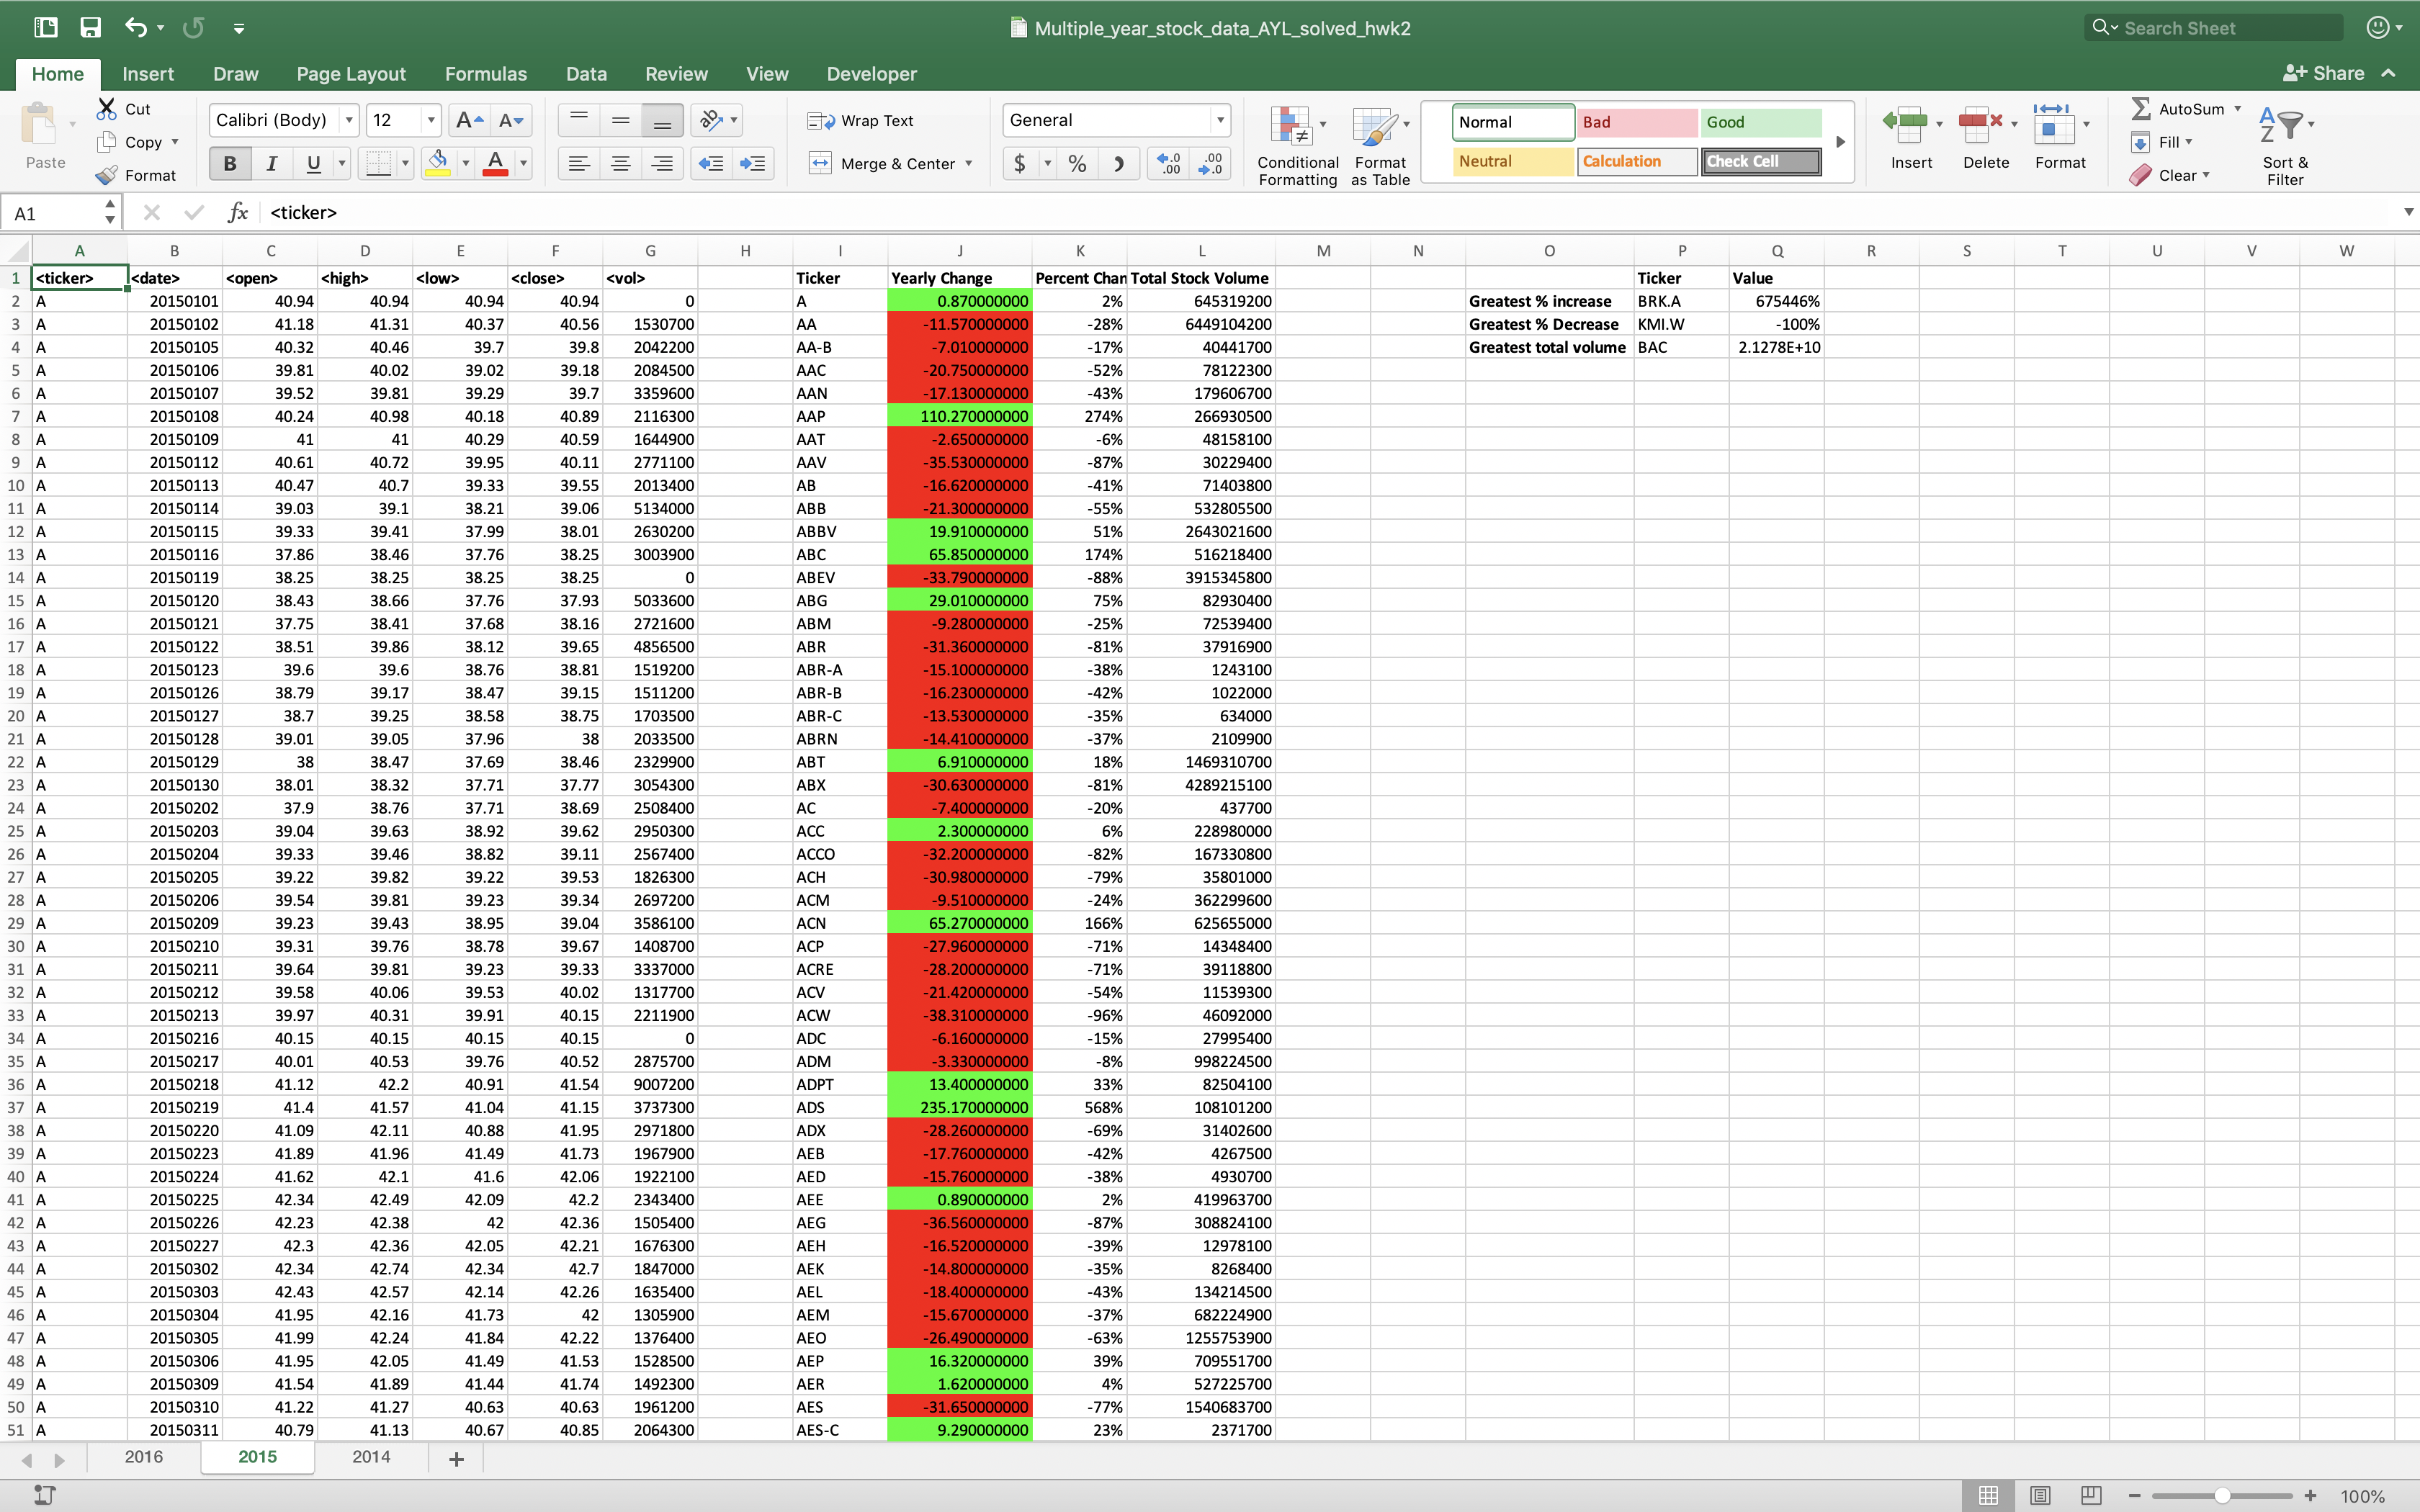 Multiple_year_stock_data_AYL_solved_hwk2
Search Sheet
Home Insert Draw Page Layout Formulas Data Review View Developer Share
Paste Cut Copy Format
Calibri (Body) 12
B I U
Wrap Text
Merge & Center
General
$ % )
Conditional Formatting
Format as Table
Normal Bad Good
Neutral Calculation Check Cell
Insert Delete Format
AutoSum
Fill
Clear
Sort & Filter
A1 fx <ticker>
A B C D E F G H I J K L M N O P Q R S T U V W
1 <ticker> <date> <open> <high> <low> <close> <vol> Ticker Yearly Change Percent Chan Total Stock Volume Ticker Value
2 A 20150101 40.94 40.94 40.94 40.94 0 A 0.870000000 2% 645319200 Greatest % increase BRK.A 675446%
3 A 20150102 41.18 41.31 40.37 40.56 1530700 AA -11.570000000 -28% 6449104200 Greatest % Decrease KMI.W -100%
4 A 20150105 40.32 40.46 39.7 39.8 2042200 AA-B -7.010000000 -17% 40441700 Greatest total volume BAC 2.1278E+10
5 A 20150106 39.81 40.02 39.02 39.18 2084500 AAC -20.750000000 -52% 78122300
6 A 20150107 39.52 39.81 39.29 39.7 3359600 AAN -17.130000000 -43% 179606700
7 A 20150108 40.24 40.98 40.18 40.89 2116300 AAP 110.270000000 274% 266930500
8 A 20150109 41 41 40.29 40.59 1644900 AAT -2.650000000 -6% 48158100
9 A 20150112 40.61 40.72 39.95 40.11 2771100 AAV -35.530000000 -87% 30229400
10 A 20150113 40.47 40.7 39.33 39.55 2013400 AB -16.620000000 -41% 71403800
11 A 20150114 39.03 39.1 38.21 39.06 5134000 ABB -21.300000000 -55% 532805500
12 A 20150115 39.33 39.41 37.99 38.01 2630200 ABBV 19.910000000 51% 2643021600
13 A 20150116 37.86 38.46 37.76 38.25 3003900 ABC 65.850000000 174% 516218400
14 A 20150119 38.25 38.25 38.25 38.25 0 ABEV -33.790000000 -88% 3915345800
15 A 20150120 38.43 38.66 37.76 37.93 5033600 ABG 29.010000000 75% 82930400
16 A 20150121 37.75 38.41 37.68 38.16 2721600 ABM -9.280000000 -25% 72539400
17 A 20150122 38.51 39.86 38.12 39.65 4856500 ABR -31.360000000 -81% 37916900
18 A 20150123 39.6 39.6 38.76 38.81 1519200 ABR-A -15.100000000 -38% 1243100
19 A 20150126 38.79 39.17 38.47 39.15 1511200 ABR-B -16.230000000 -42% 1022000
20 A 20150127 38.7 39.25 38.58 38.75 1703500 ABR-C -13.530000000 -35% 634000
21 A 20150128 39.01 39.05 37.96 38 2033500 ABRN -14.410000000 -37% 2109900
22 A 20150129 38 38.47 37.69 38.46 2329900 ABT 6.910000000 18% 1469310700
23 A 20150130 38.01 38.32 37.71 37.77 3054300 ABX -30.630000000 -81% 4289215100
24 A 20150202 37.9 38.76 37.71 38.69 2508400 AC -7.400000000 -20% 437700
25 A 20150203 39.04 39.63 38.92 39.62 2950300 ACC 2.300000000 6% 228980000
26 A 20150204 39.33 39.46 38.82 39.11 2567400 ACCO -32.200000000 -82% 167330800
27 A 20150205 39.22 39.82 39.22 39.53 1826300 ACH -30.980000000 -79% 35801000
28 A 20150206 39.54 39.81 39.23 39.34 2697200 ACM -9.510000000 -24% 362299600
29 A 20150209 39.23 39.43 38.95 39.04 3586100 ACN 65.270000000 166% 625655000
30 A 20150210 39.31 39.76 38.78 39.67 1408700 ACP -27.960000000 -71% 14348400
31 A 20150211 39.64 39.81 39.23 39.33 3337000 ACRE -28.200000000 -71% 39118800
32 A 20150212 39.58 40.06 39.53 40.02 1317700 ACV -21.420000000 -54% 11539300
33 A 20150213 39.97 40.31 39.91 40.15 2211900 ACW -38.310000000 -96% 46092000
34 A 20150216 40.15 40.15 40.15 40.15 0 ADC -6.160000000 -15% 27995400
35 A 20150217 40.01 40.53 39.76 40.52 2875700 ADM -3.330000000 -8% 998224500
36 A 20150218 41.12 42.2 40.91 41.54 9007200 ADPT 13.400000000 33% 82504100
37 A 20150219 41.4 41.57 41.04 41.15 3737300 ADS 235.170000000 568% 108101200
38 A 20150220 41.09 42.11 40.88 41.95 2971800 ADX -28.260000000 -69% 31402600
39 A 20150223 41.89 41.96 41.49 41.73 1967900 AEB -17.760000000 -42% 4267500
40 A 20150224 41.62 42.1 41.6 42.06 1922100 AED -15.760000000 -38% 4930700
41 A 20150225 42.34 42.49 42.09 42.2 2343400 AEE 0.890000000 2% 419963700
42 A 20150226 42.23 42.38 42 42.36 1505400 AEG -36.560000000 -87% 308824100
43 A 20150227 42.3 42.36 42.05 42.21 1676300 AEH -16.520000000 -39% 12978100
44 A 20150302 42.34 42.74 42.34 42.7 1847000 AEK -14.800000000 -35% 8268400
45 A 20150303 42.43 42.57 42.14 42.26 1635400 AEL -18.400000000 -43% 134214500
46 A 20150304 41.95 42.16 41.73 42 1305900 AEM -15.670000000 -37% 682224900
47 A 20150305 41.99 42.24 41.84 42.22 1376400 AEO -26.490000000 -63% 1255753900
48 A 20150306 41.95 42.05 41.49 41.53 1528500 AEP 16.320000000 39% 709551700
49 A 20150309 41.54 41.89 41.44 41.74 1492300 AER 1.620000000 4% 527225700
50 A 20150310 41.22 41.27 40.63 40.63 1961200 AES -31.650000000 -77% 1540683700
51 A 20150311 40.79 41.13 40.67 40.85 2064300 AES-C 9.290000000 23% 2371700
2016 2015 2014 +
100%